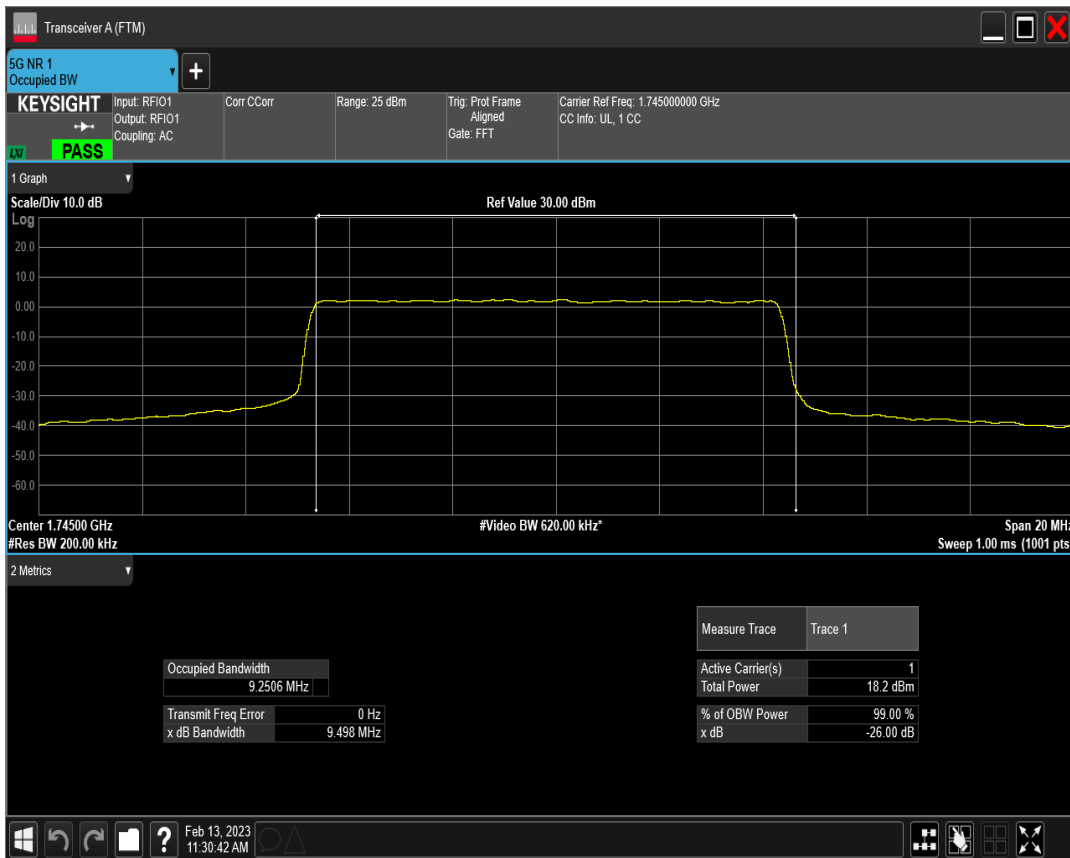 Transceiver A (FTM)
5G NR 1
Occupied BW
+
KEYSIGHT
LXI
PASS
Input: RFIO1
Output: RFIO1
Coupling: AC
Corr CCorr
Range: 25 dBm
Trig: Prot Frame
Aligned
Gate: FFT
Carrier Ref Freq: 1.745000000 GHz
CC Info: UL, 1 CC
1 Graph
Scale/Div 10.0 dB
Ref Value 30.00 dBm
Log
20.0
10.0
0.00
-10.0
-20.0
-30.0
-40.0
-50.0
-60.0
Center 1.74500 GHz
#Video BW 620.00 kHz*
Span 20 MHz
#Res BW 200.00 kHz
Sweep 1.00 ms (1001 pts
2 Metrics
Measure Trace Trace 1
Occupied Bandwidth
9.2506 MHz
Active Carrier(s) 1
Total Power 18.2 dBm
Transmit Freq Error 0 Hz
x dB Bandwidth 9.498 MHz
% of OBW Power 99.00 %
x dB -26.00 dB
?
Feb 13, 2023
11:30:42 AM